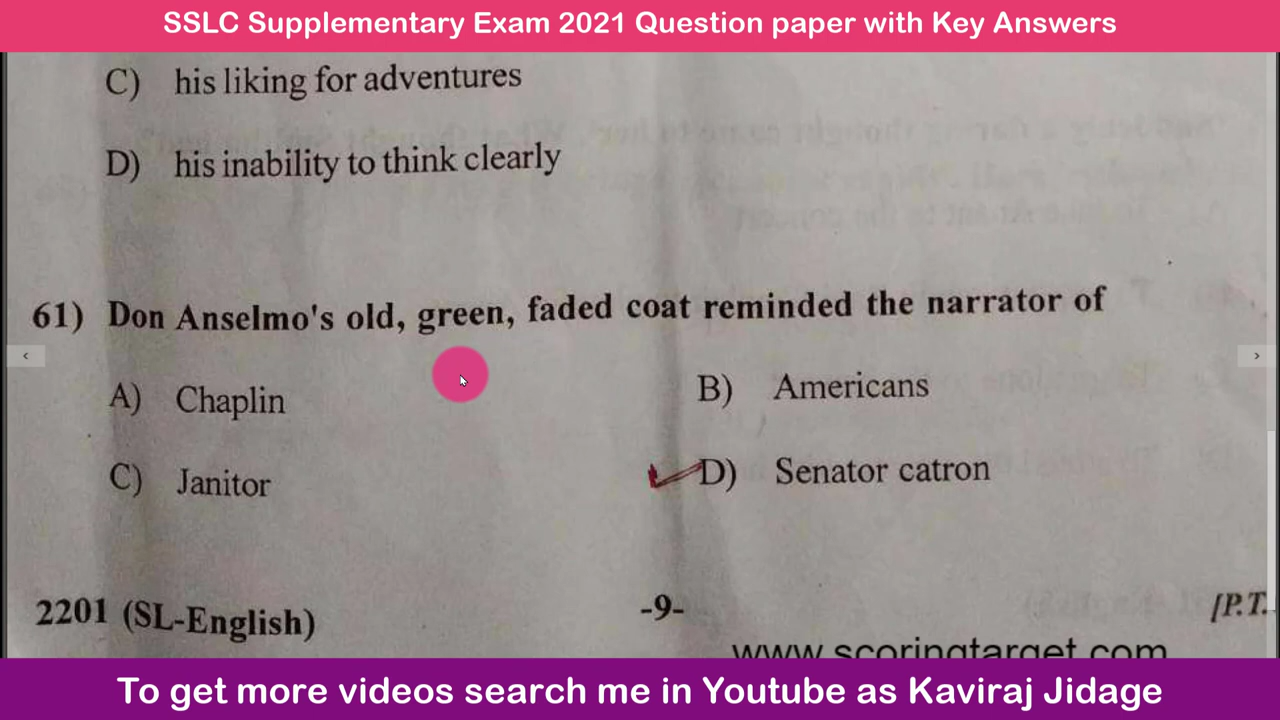 SSLC Supplementary Exam 2021 Question paper with Key Answers
C) his liking for adventures
D) his inability to think clearly
61) Don Anselmo's old, green, faded coat reminded the narrator of
A) Chaplin B) Americans
C) Janitor D) Senator catron
2201 (SL-English) -9- [P.T.
www.scoringtarget.com
To get more videos search me in Youtube as Kaviraj Jidage